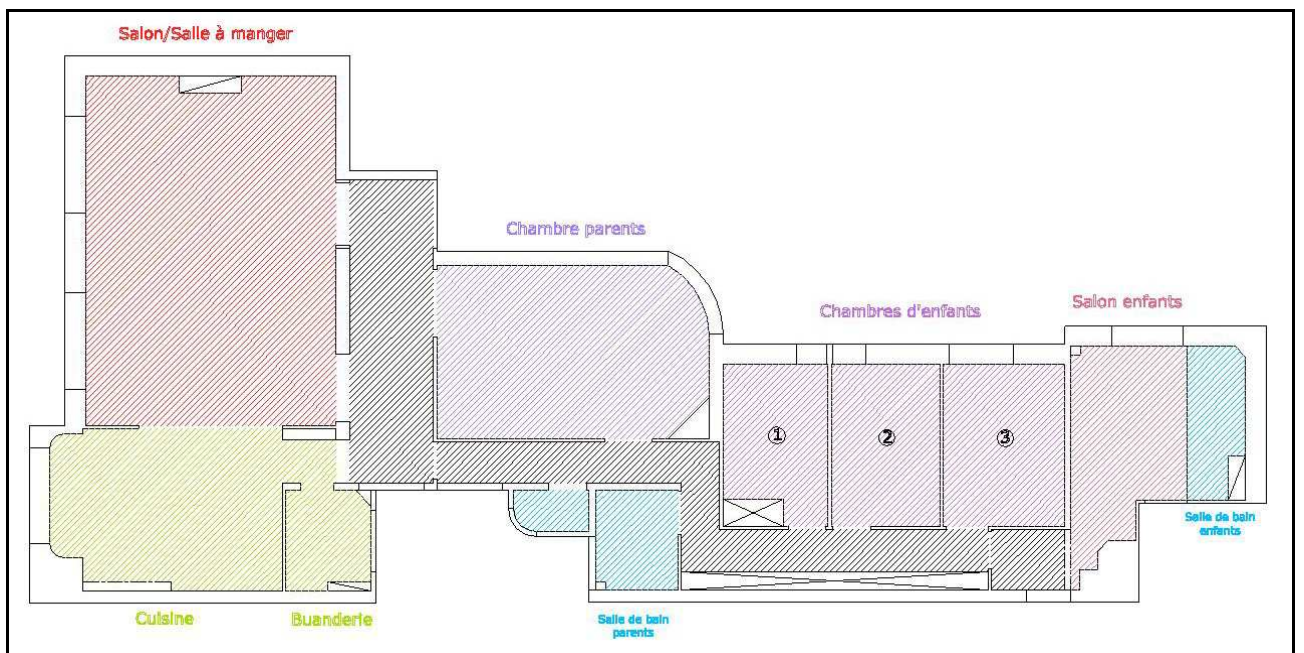 Salon/Salle à manger
Chambre parents
Chambres d'enfants
Salon enfants
①
②
③
Salle de bain
enfants
Cuisine
Buanderie
Salle de bain
parents